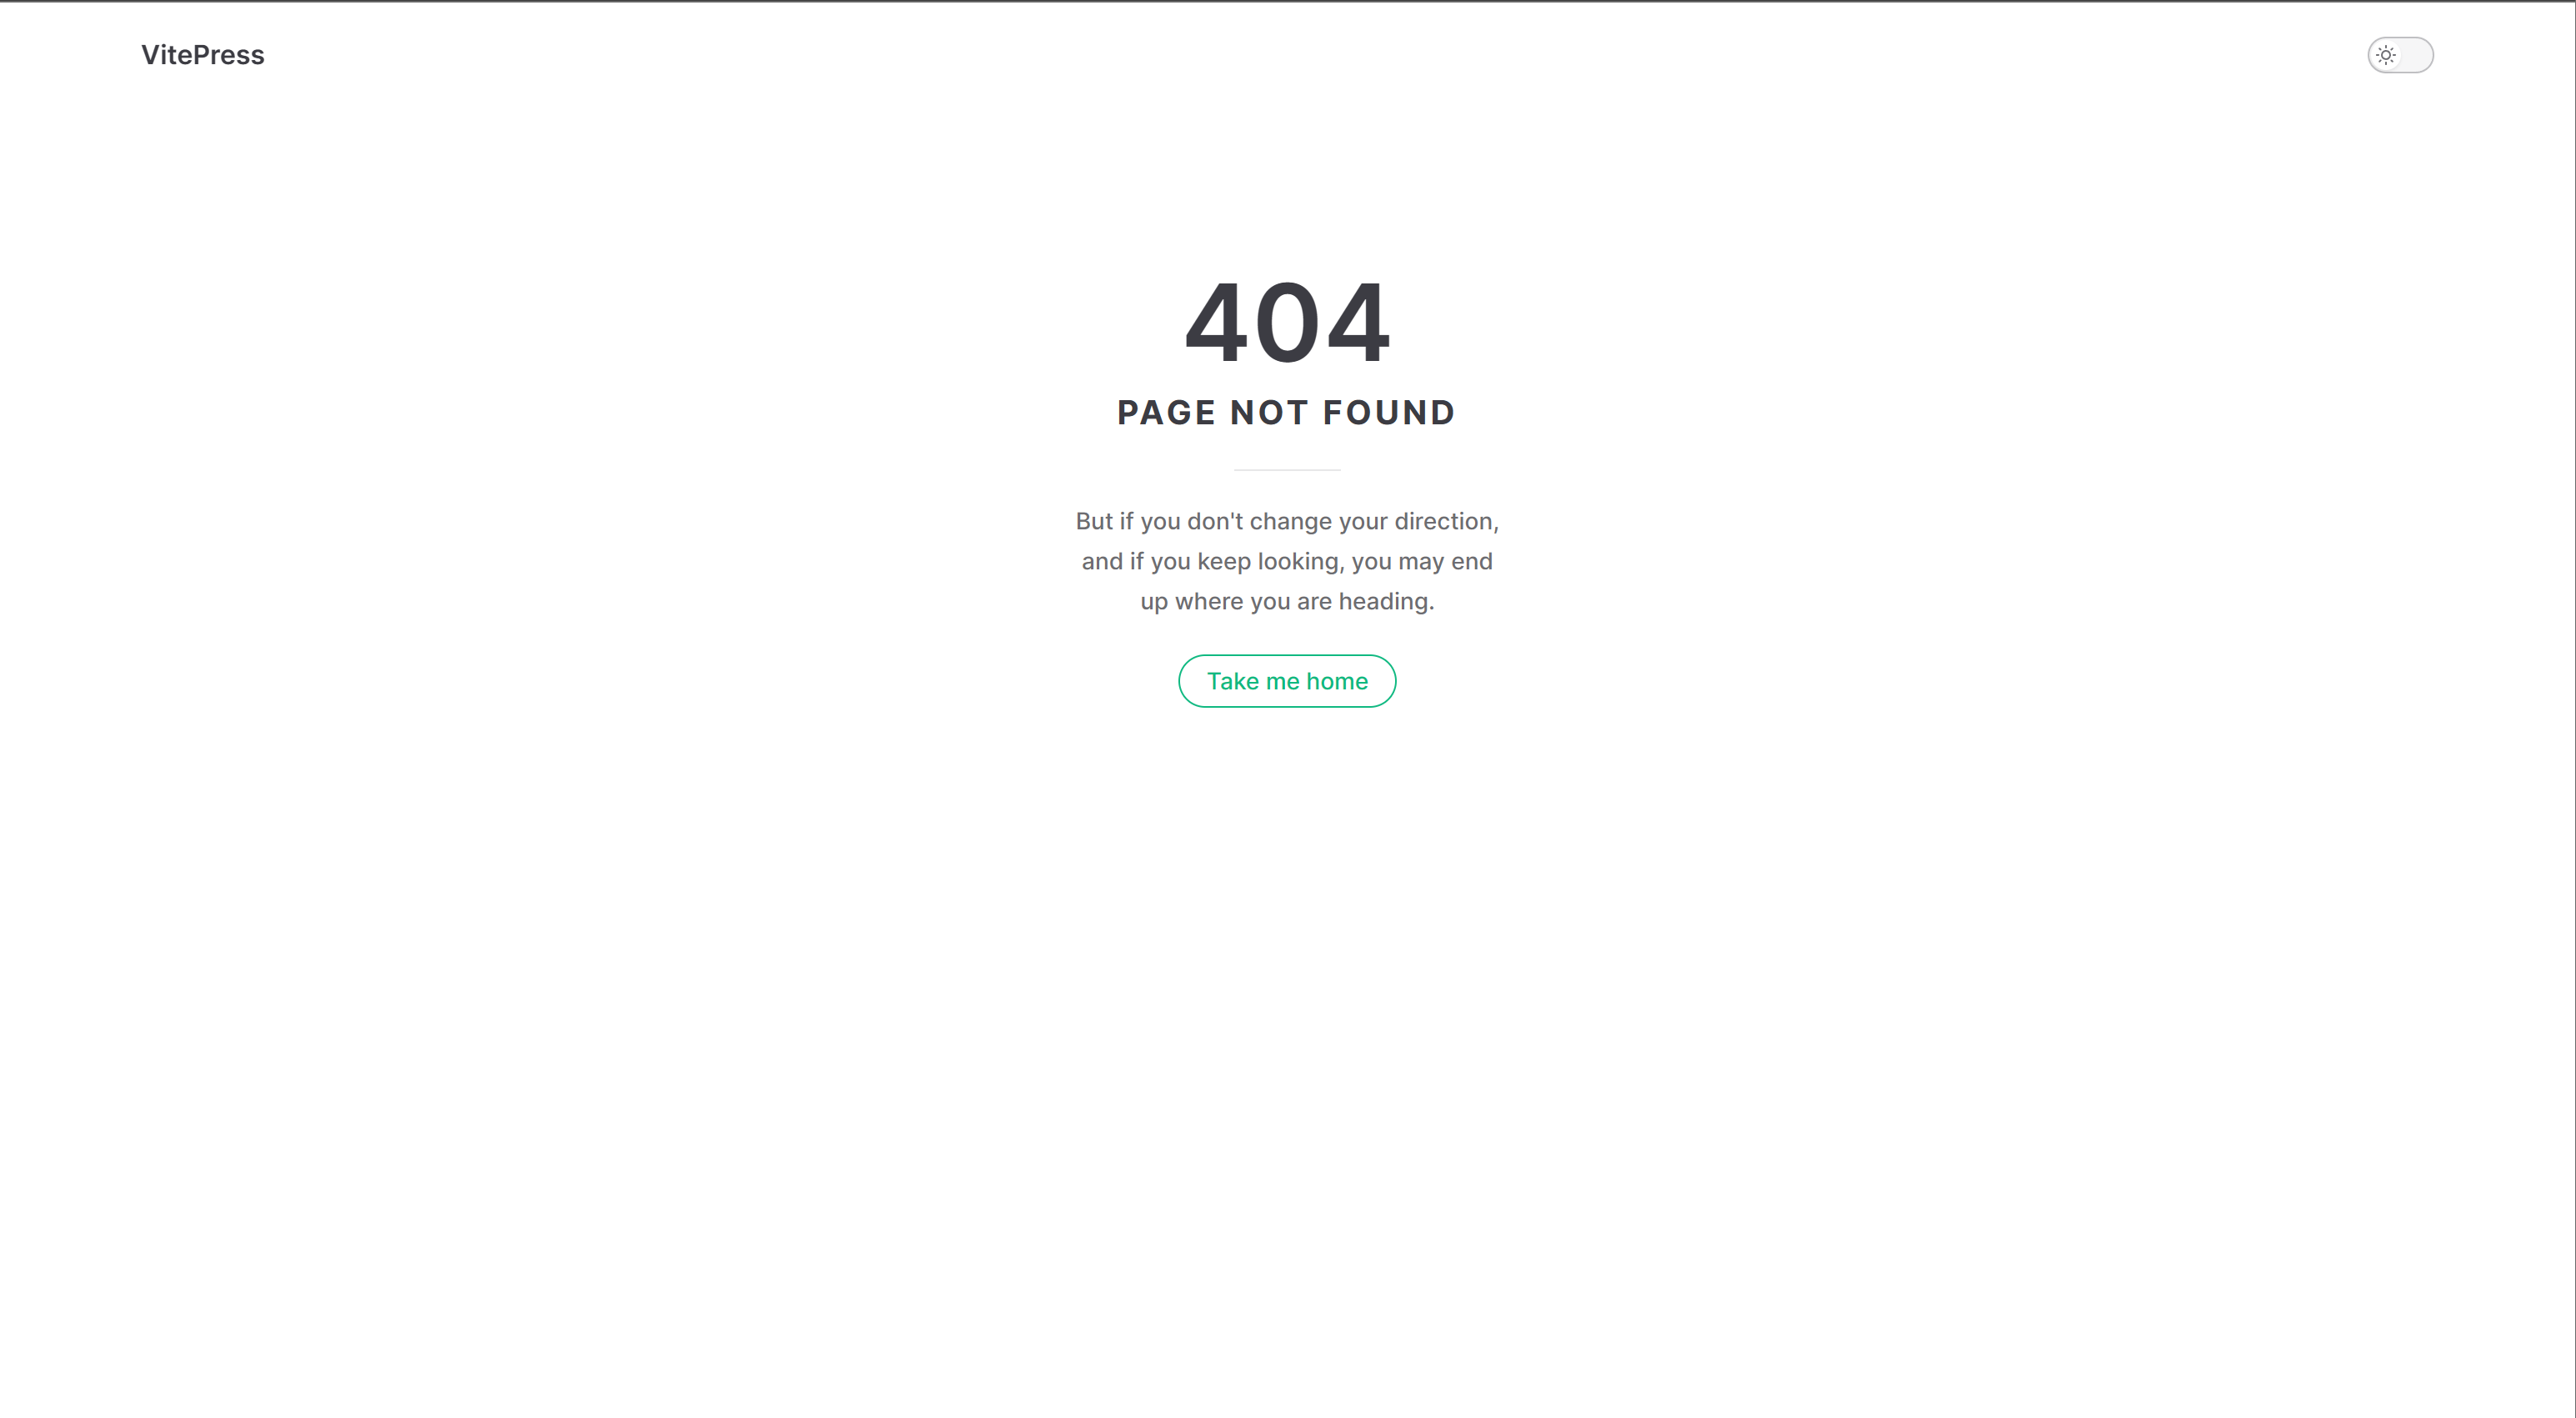 VitePress
404
PAGE NOT FOUND
But if you don't change your direction,
and if you keep looking, you may end
up where you are heading.
Take me home